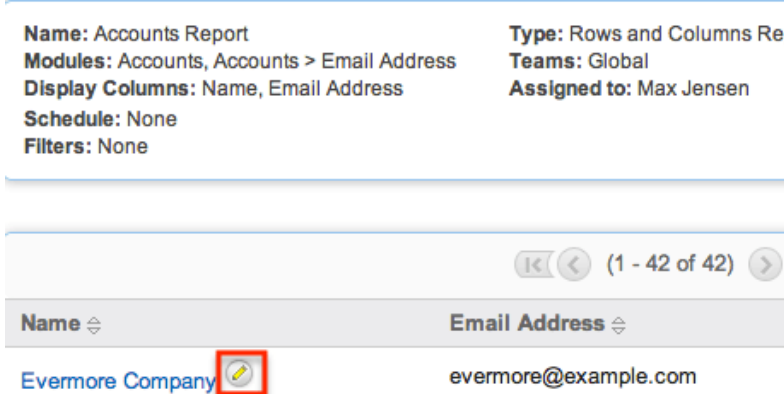 Name: Accounts Report
Type: Rows and Columns Re
Modules: Accounts, Accounts > Email Address
Teams: Global
Display Columns: Name, Email Address
Assigned to: Max Jensen
Schedule: None
Filters: None
(1 - 42 of 42)
Name Email Address
Evermore Company evermore@example.com